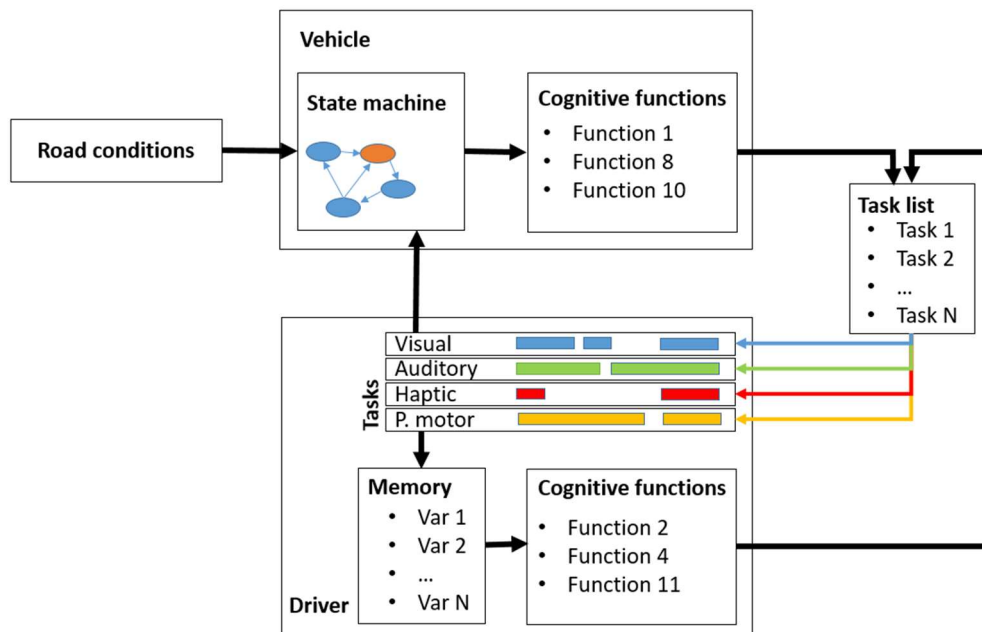 Vehicle
State machine
Cognitive functions
• Function 1
• Function 8
• Function 10
Road conditions
Task list
• Task 1
• Task 2
• ...
• Task N
Tasks
Visual
Auditory
Haptic
P. motor
Memory
• Var 1
• Var 2
• ...
• Var N
Cognitive functions
• Function 2
• Function 4
• Function 11
Driver